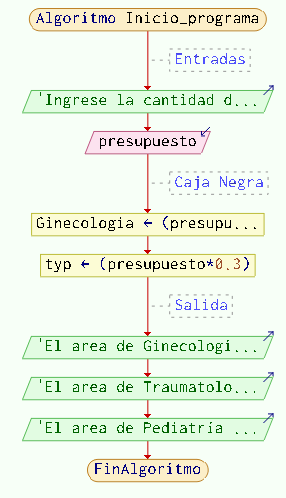 Algoritmo Inicio_programa
Entradas
'Ingrese la cantidad d...
presupuesto
Caja Negra
Ginecologia ← (presupu...
typ ← (presupuesto*0.3)
Salida
'El area de Ginecologi...
'El area de Traumatolo...
'El area de Pediatría ...
FinAlgoritmo